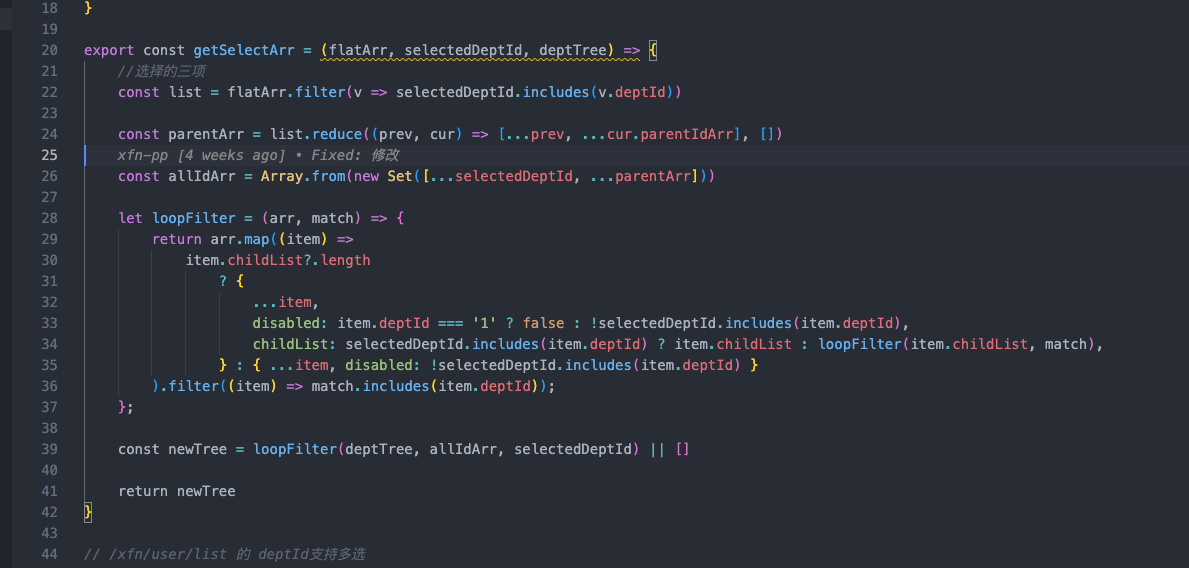 18 }
19
20 export const getSelectArr = (flatArr, selectedDeptId, deptTree) => {
21 //选择的三项
22 const list = flatArr.filter(v => selectedDeptId.includes(v.deptId))
23
24 const parentArr = list.reduce((prev, cur) => [...prev, ...cur.parentIdArr], [])
25 xfn-pp [4 weeks ago] • Fixed: 修改
26 const allIdArr = Array.from(new Set([...selectedDeptId, ...parentArr]))
27
28 let loopFilter = (arr, match) => {
29 return arr.map((item) =>
30 item.childList?.length
31 ? {
32 ...item,
33 disabled: item.deptId === '1' ? false : !selectedDeptId.includes(item.deptId),
34 childList: selectedDeptId.includes(item.deptId) ? item.childList : loopFilter(item.childList, match),
35 } : { ...item, disabled: !selectedDeptId.includes(item.deptId) }
36 ).filter((item) => match.includes(item.deptId));
37 };
38
39 const newTree = loopFilter(deptTree, allIdArr, selectedDeptId) || []
40
41 return newTree
42 }
43
44 // /xfn/user/list 的 deptId支持多选